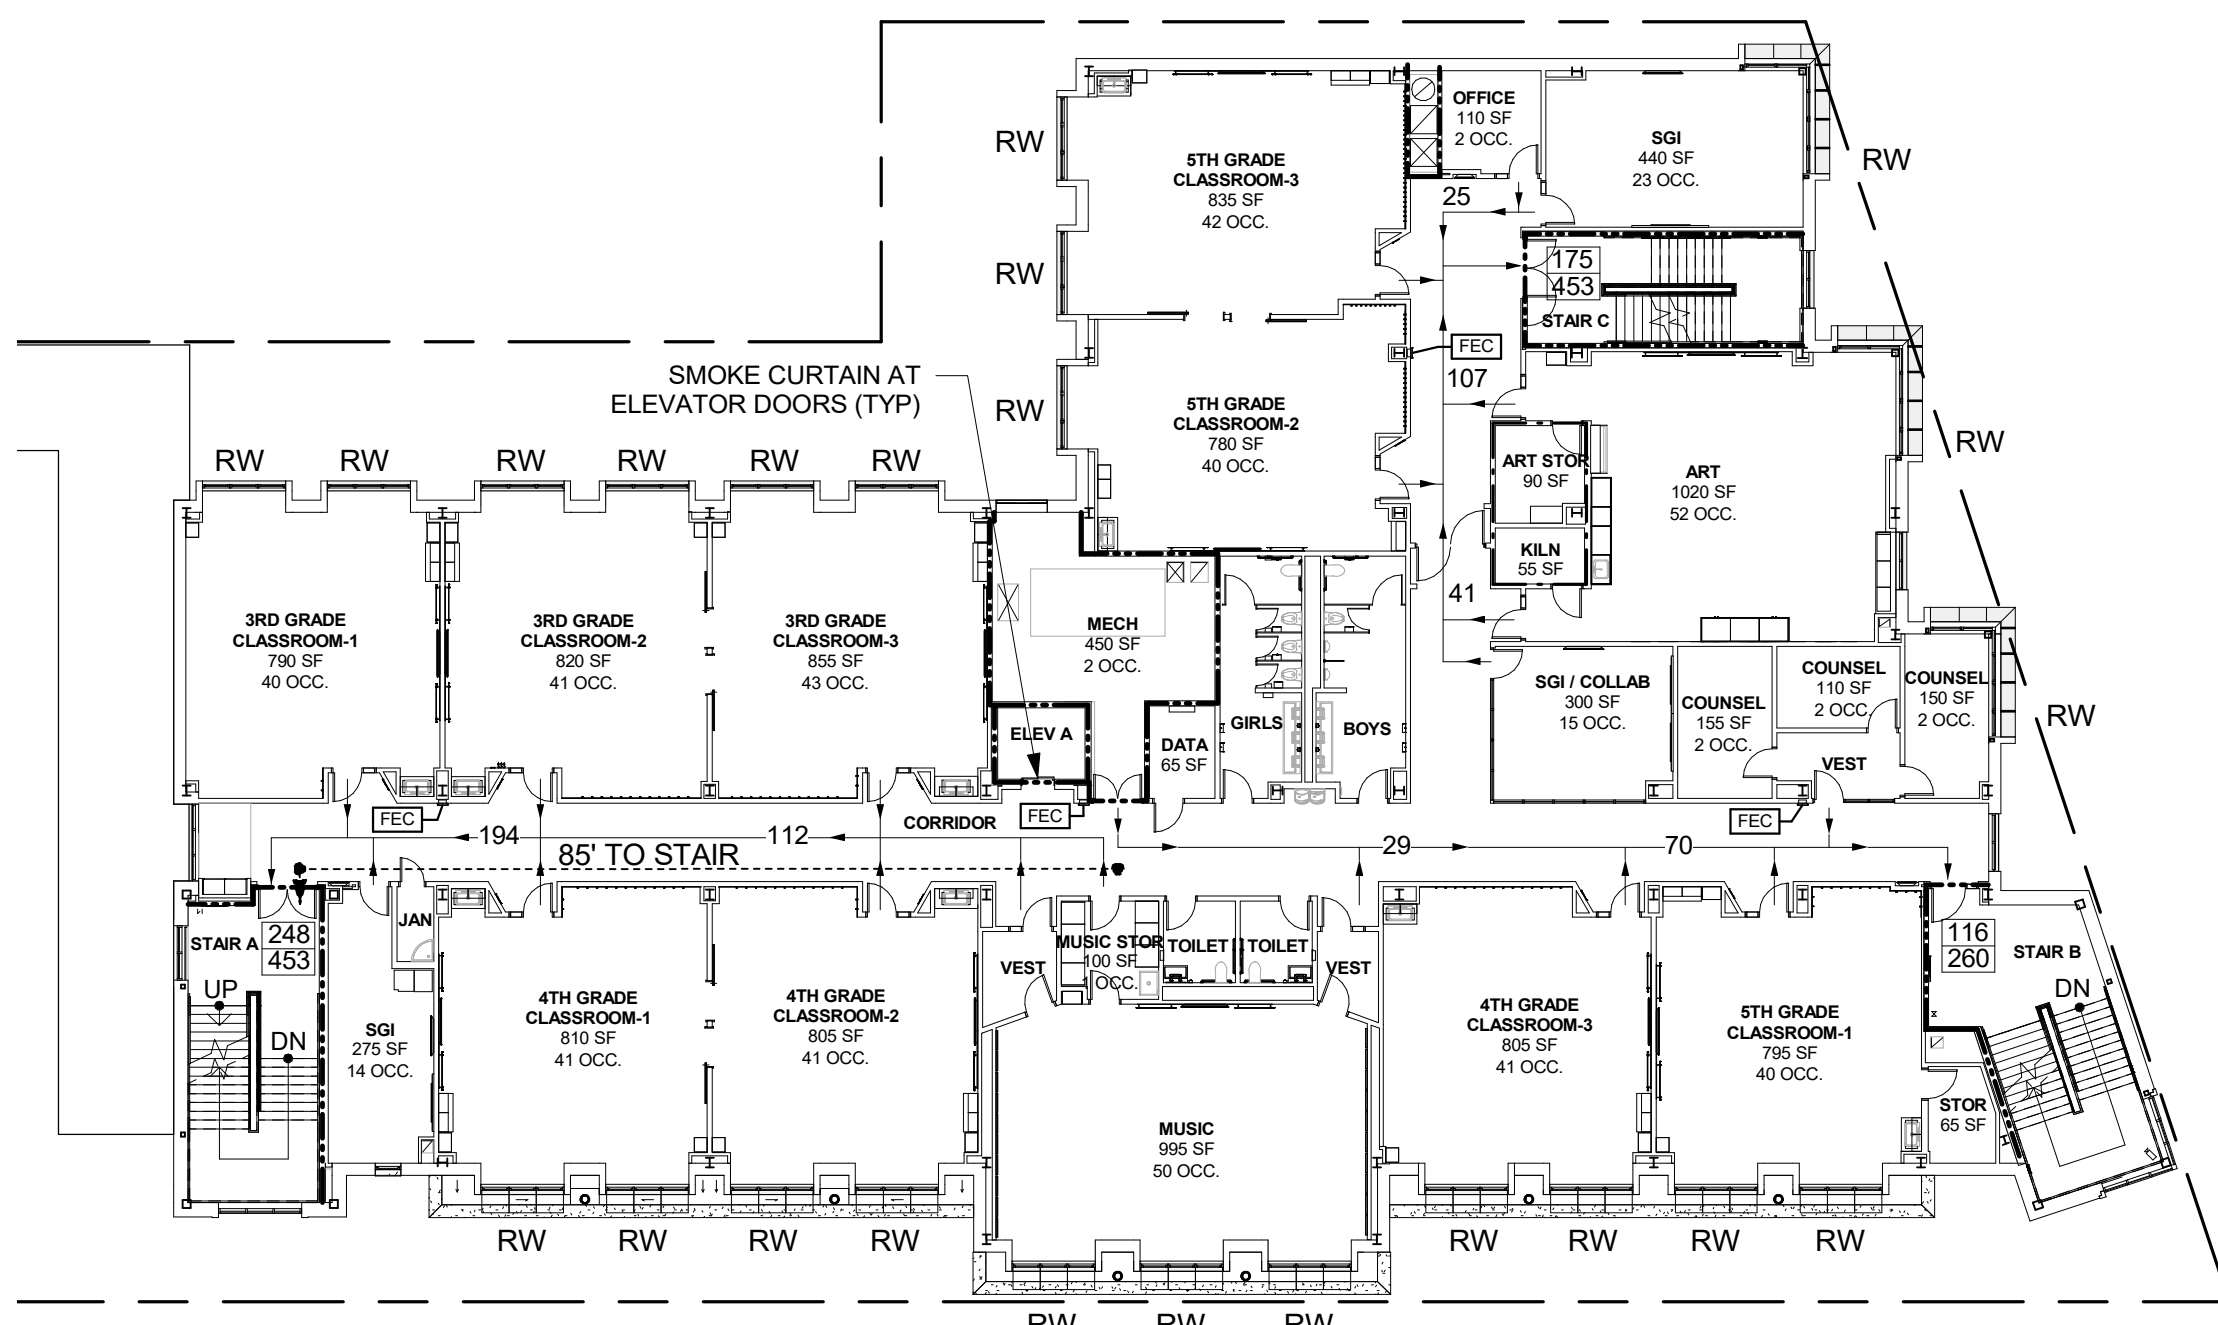 OFFICE
110 SF
2 OCC.
SGI
440 SF
23 OCC.
RW
RW
5TH GRADE
CLASSROOM-3
835 SF
42 OCC.
25
RW
175
453
STAIR C
FEC
SMOKE CURTAIN AT
ELEVATOR DOORS (TYP)
107
RW
5TH GRADE
CLASSROOM-2
780 SF
40 OCC.
RW
RW
RW
RW
RW
RW
RW
ART STOR
90 SF
ART
1020 SF
52 OCC.
KILN
55 SF
41
3RD GRADE
CLASSROOM-1
790 SF
40 OCC.
3RD GRADE
CLASSROOM-2
820 SF
41 OCC.
3RD GRADE
CLASSROOM-3
855 SF
43 OCC.
MECH
450 SF
2 OCC.
SGI / COLLAB
300 SF
15 OCC.
COUNSEL
155 SF
2 OCC.
COUNSEL
110 SF
2 OCC.
COUNSEL
150 SF
2 OCC.
RW
ELEV A
DATA
65 SF
GIRLS
BOYS
VEST
FEC
CORRIDOR
FEC
FEC
194
112
29
70
85' TO STAIR
JAN
STAIR A
248
453
UP
DN
SGI
275 SF
14 OCC.
4TH GRADE
CLASSROOM-1
810 SF
41 OCC.
4TH GRADE
CLASSROOM-2
805 SF
41 OCC.
VEST
MUSIC STOR
100 SF
1 OCC.
TOILET
TOILET
VEST
4TH GRADE
CLASSROOM-3
805 SF
41 OCC.
5TH GRADE
CLASSROOM-1
795 SF
40 OCC.
116
260
STAIR B
DN
STOR
65 SF
MUSIC
995 SF
50 OCC.
RW
RW
RW
RW
RW
RW
RW
RW
RW
RW
RW